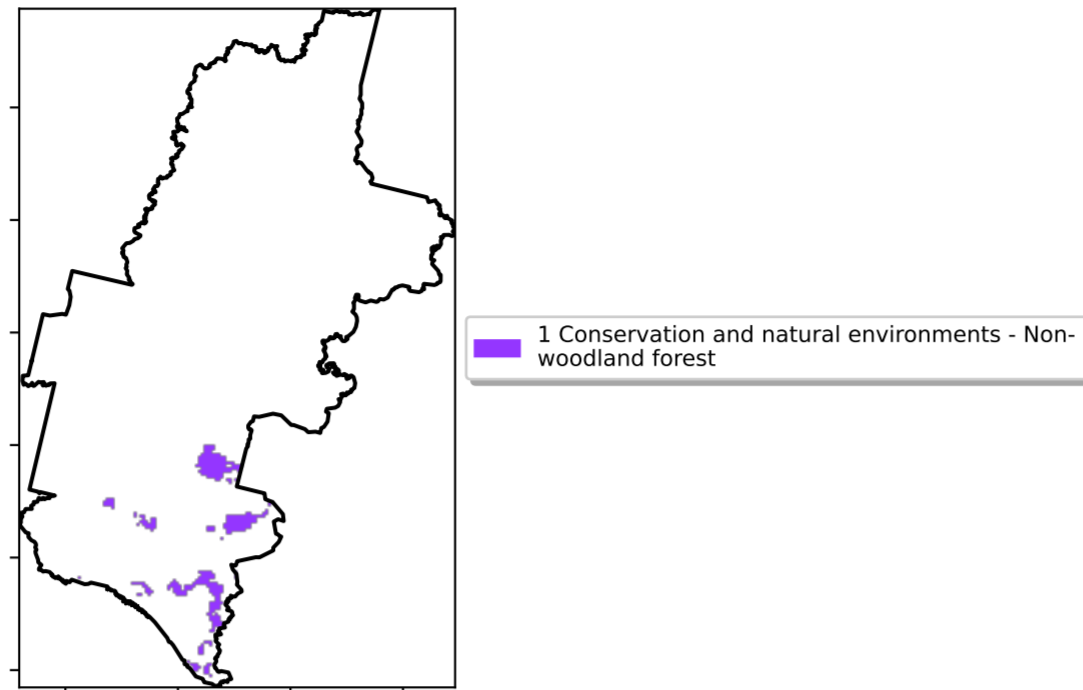 1 Conservation and natural environments - Non-
woodland forest